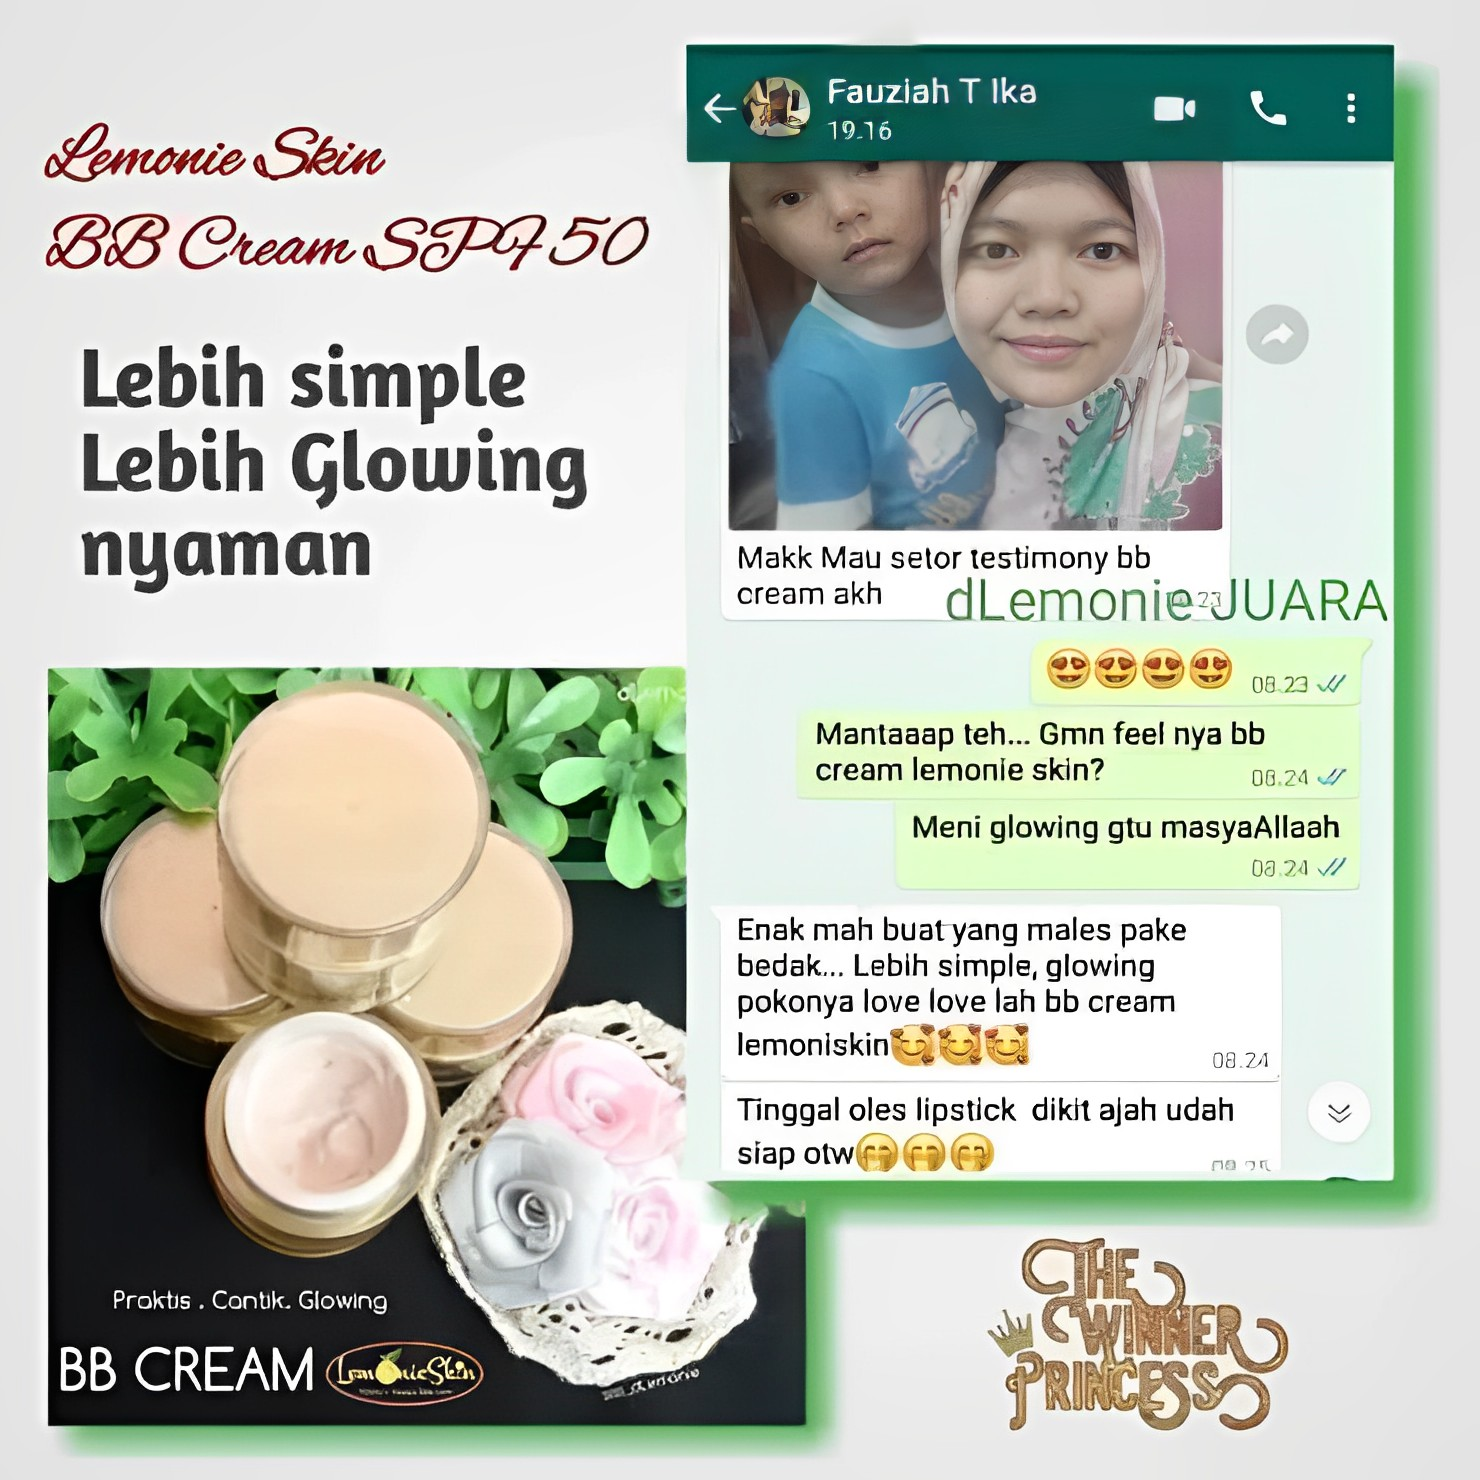 Lemonie Skin
BB Cream SPF 50
Lebih simple
Lebih Glowing
nyaman
Fauziah T Ika
19.16
Makk Mau setor testimony bb
cream akh
dLemonie JUARA
08.23
Mantaaap teh... Gmn feel nya bb
cream lemonie skin?
08.24
Meni glowing gtu masyaAllaah
08.24
Enak mah buat yang males pake
bedak... Lebih simple, glowing
pokonya love love lah bb cream
lemoniskin🥰🥰🥰
08.24
Tinggal oles lipstick dikit ajah udah
siap otw😊😊😊
08.25
Praktis . Cantik. Glowing
BB CREAM LemonieSkin
THE
WINNER
PRINCESS